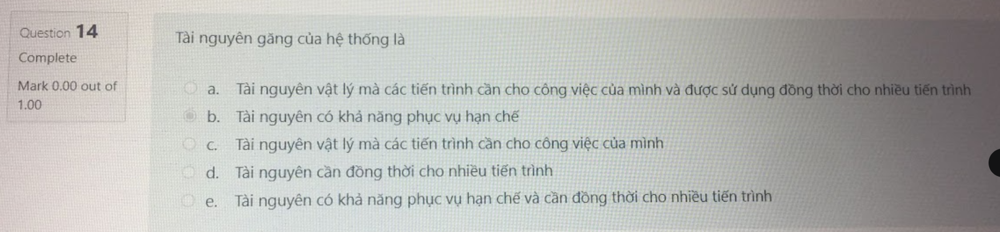 Question 14
Complete
Mark 0.00 out of
1.00
Tài nguyên găng của hệ thống là
a. Tài nguyên vật lý mà các tiến trình cần cho công việc của mình và được sử dụng đồng thời cho nhiều tiến trình
b. Tài nguyên có khả năng phục vụ hạn chế
c. Tài nguyên vật lý mà các tiến trình cần cho công việc của mình
d. Tài nguyên cần đồng thời cho nhiều tiến trình
e. Tài nguyên có khả năng phục vụ hạn chế và cần đồng thời cho nhiều tiến trình